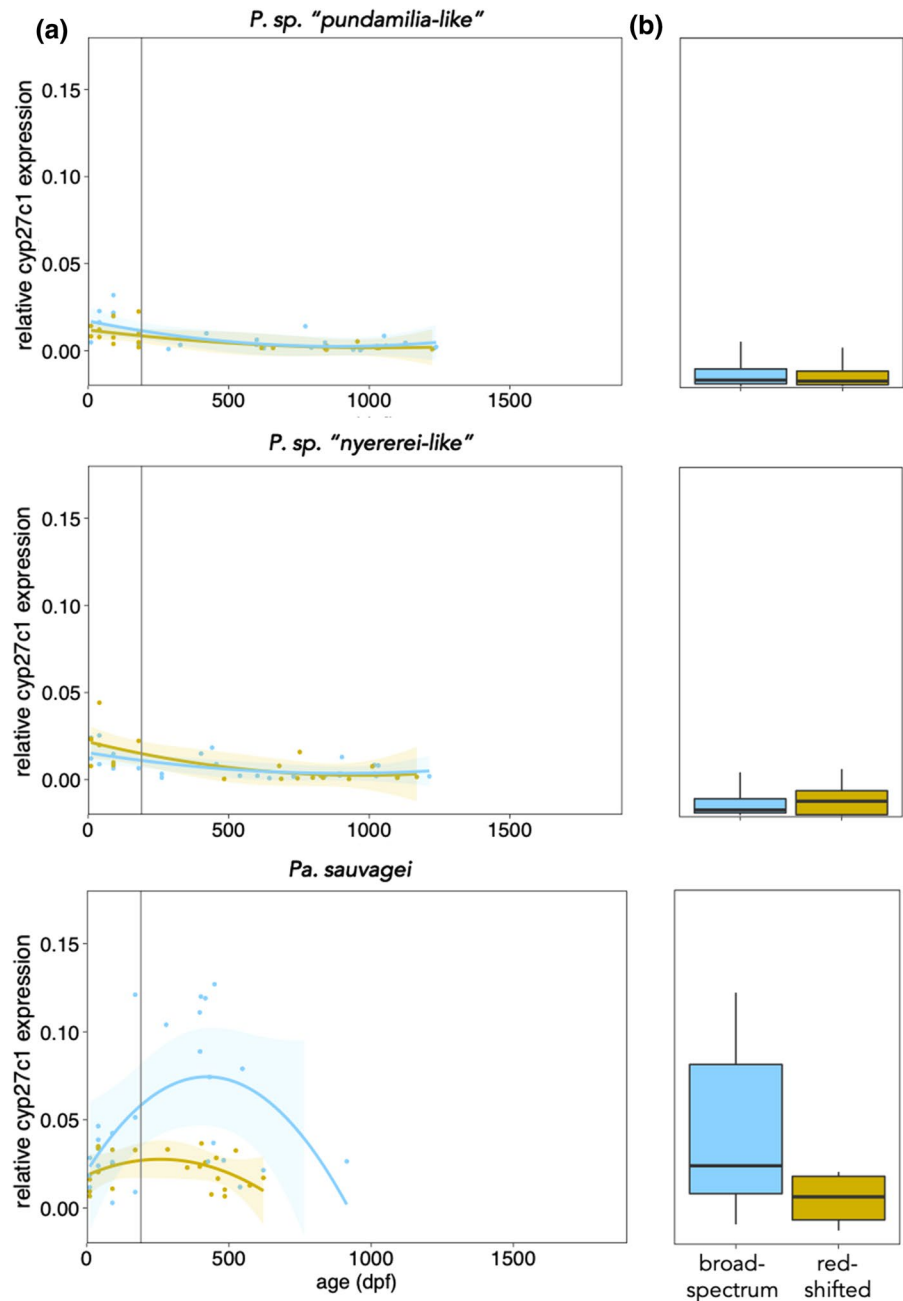 (a)
P. sp. "pundamilia-like"
(b)
relative cyp27c1 expression
0.15
0.10
0.05
0.00
0
500
1000
1500
P. sp. "nyererei-like"
relative cyp27c1 expression
0.15
0.10
0.05
0.00
0
500
1000
1500
Pa. sauvagei
relative cyp27c1 expression
0.15
0.10
0.05
0.00
0
500
1000
1500
age (dpf)
broad-
spectrum
red-
shifted